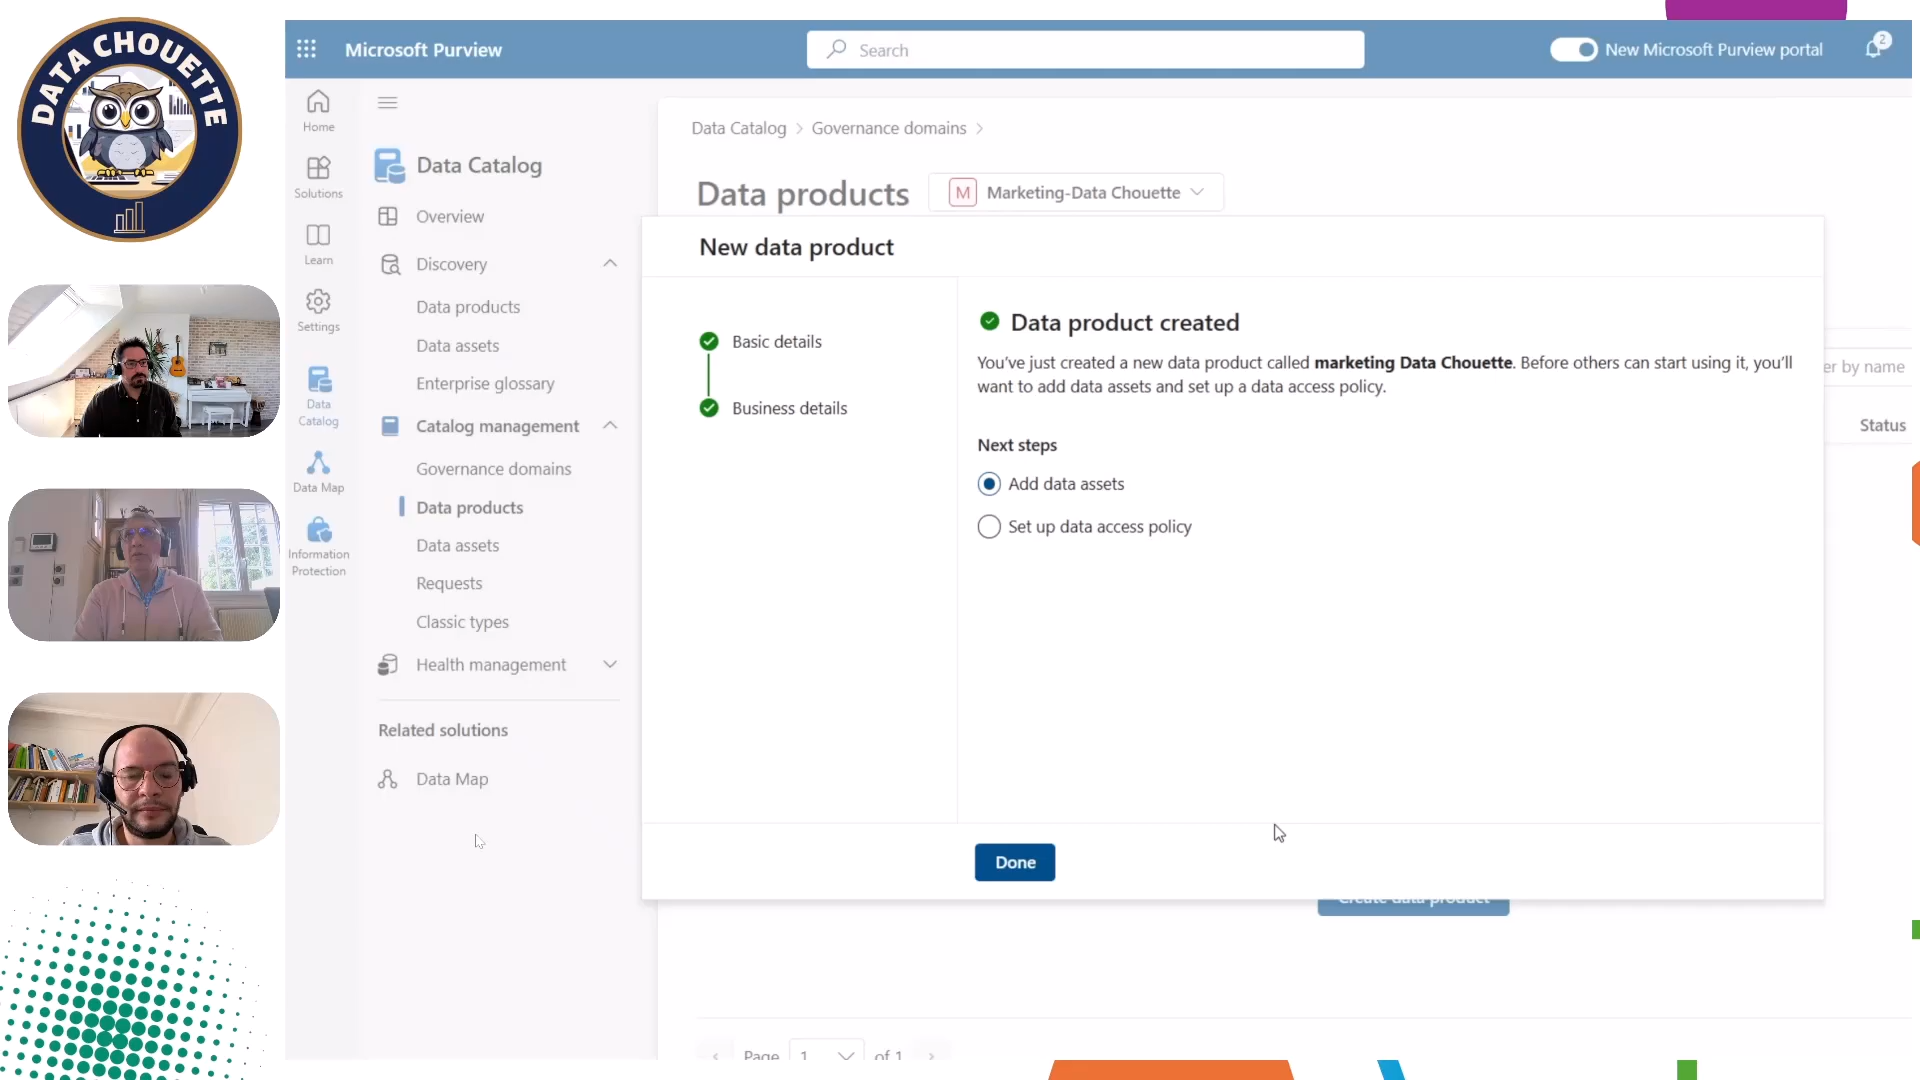 DATA CHOUETTE
Microsoft Purview
Search
New Microsoft Purview portal
2
Home
Solutions
Learn
Settings
Data
Catalog
Data Map
Information
Protection
Data Catalog
Overview
Discovery
Data products
Data assets
Enterprise glossary
Catalog management
Governance domains
Data products
Data assets
Requests
Classic types
Health management
Related solutions
Data Map
Data Catalog > Governance domains >
Data products
M Marketing-Data Chouette
New data product
Basic details
Business details
Data product created
You’ve just created a new data product called marketing Data Chouette. Before others can start using it, you’ll
want to add data assets and set up a data access policy.
Next steps
Add data assets
Set up data access policy
Done
er by name
Status
Create data product
Page 1 of 1